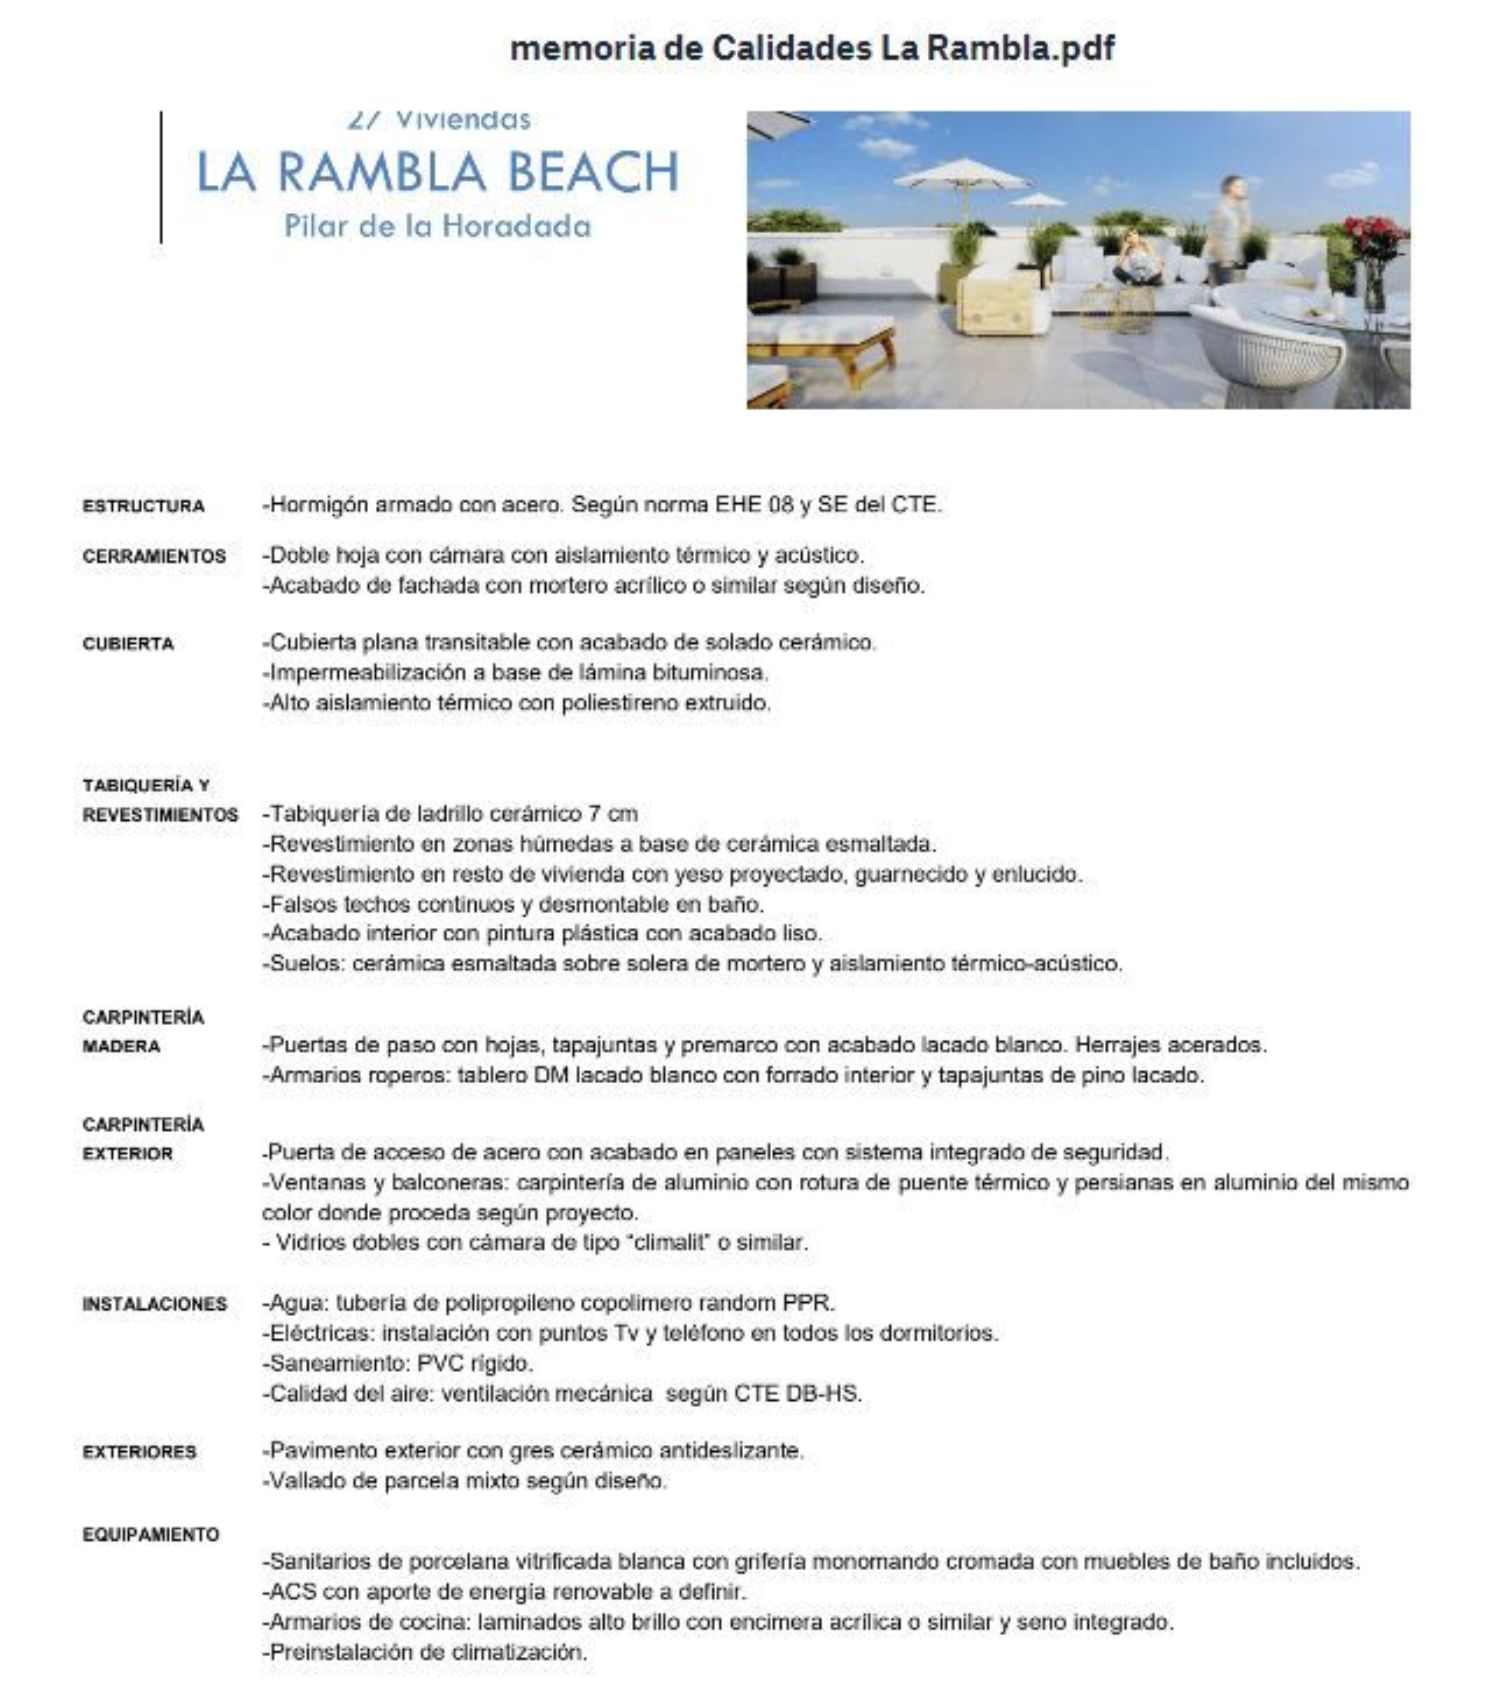 memoria de Calidades La Rambla.pdf
27 Viviendas
LA RAMBLA BEACH
Pilar de la Horadada
ESTRUCTURA -Hormigón armado con acero. Según norma EHE 08 y SE del CTE.
CERRAMIENTOS -Doble hoja con cámara con aislamiento térmico y acústico.
-Acabado de fachada con mortero acrílico o similar según diseño.
CUBIERTA -Cubierta plana transitable con acabado de solado cerámico.
-Impermeabilización a base de lámina bituminosa.
-Alto aislamiento térmico con poliestireno extruido.
TABIQUERÍA Y
REVESTIMIENTOS -Tabiquería de ladrillo cerámico 7 cm
-Revestimiento en zonas húmedas a base de cerámica esmaltada.
-Revestimiento en resto de vivienda con yeso proyectado, guarnecido y enlucido.
-Falsos techos continuos y desmontable en baño.
-Acabado interior con pintura plástica con acabado liso.
-Suelos: cerámica esmaltada sobre solera de mortero y aislamiento térmico-acústico.
CARPINTERÍA
MADERA -Puertas de paso con hojas, tapajuntas y premarco con acabado lacado blanco. Herrajes acerados.
-Armarios roperos: tablero DM lacado blanco con forrado interior y tapajuntas de pino lacado.
CARPINTERÍA
EXTERIOR -Puerta de acceso de acero con acabado en paneles con sistema integrado de seguridad.
-Ventanas y balconeras: carpintería de aluminio con rotura de puente térmico y persianas en aluminio del mismo
color donde proceda según proyecto.
- Vidrios dobles con cámara de tipo "climalit" o similar.
INSTALACIONES -Agua: tubería de polipropileno copolimero random PPR.
-Eléctricas: instalación con puntos Tv y teléfono en todos los dormitorios.
-Saneamiento: PVC rígido.
-Calidad del aire: ventilación mecánica según CTE DB-HS.
EXTERIORES -Pavimento exterior con gres cerámico antideslizante.
-Vallado de parcela mixto según diseño.
EQUIPAMIENTO
-Sanitarios de porcelana vitrificada blanca con grifería monomando cromada con muebles de baño incluidos.
-ACS con aporte de energía renovable a definir.
-Armarios de cocina: laminados alto brillo con encimera acrílica o similar y seno integrado.
-Preinstalación de climatización.